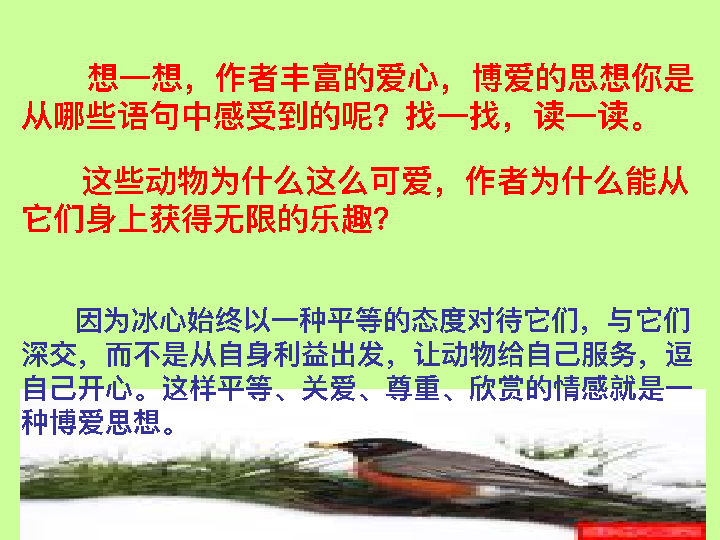 想一想，作者丰富的爱心，博爱的思想你是
从哪些语句中感受到的呢？找一找，读一读。
这些动物为什么这么可爱，作者为什么能从
它们身上获得无限的乐趣？
因为冰心始终以一种平等的态度对待它们，与它们
深交，而不是从自身利益出发，让动物给自己服务，逗
自己开心。这样平等、关爱、尊重、欣赏的情感就是一
种博爱思想。